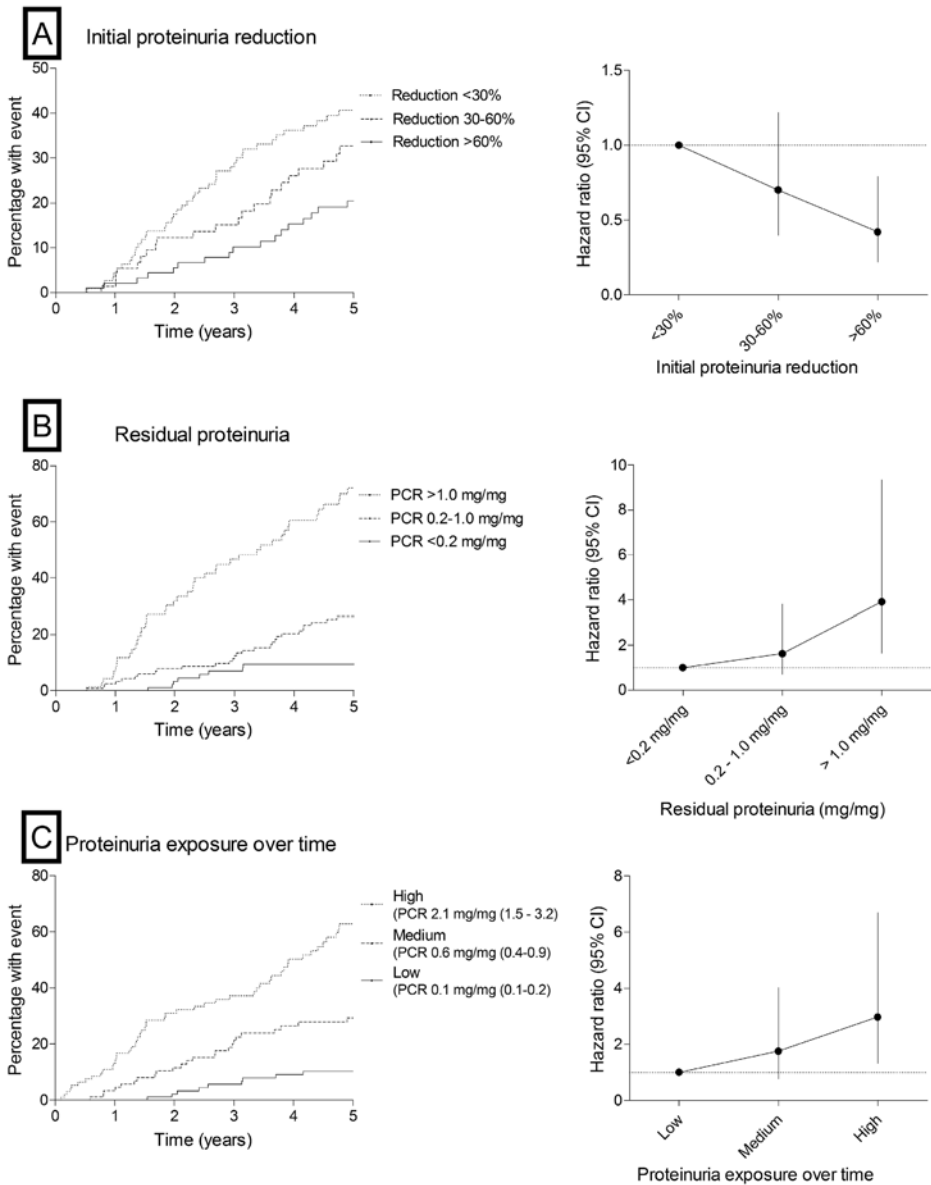 A Initial proteinuria reduction
50
40
30
20
10
0
Percentage with event
0 1 2 3 4 5
Time (years)
Reduction <30%
Reduction 30-60%
Reduction >60%
1.5
1.0
0.5
0.0
Hazard ratio (95% CI)
<30%
30-60%
>60%
Initial proteinuria reduction
B Residual proteinuria
80
60
40
20
0
Percentage with event
0 1 2 3 4 5
Time (years)
PCR >1.0 mg/mg
PCR 0.2-1.0 mg/mg
PCR <0.2 mg/mg
10
8
6
4
2
0
Hazard ratio (95% CI)
<0.2 mg/mg
0.2 - 1.0 mg/mg
> 1.0 mg/mg
Residual proteinuria (mg/mg)
C Proteinuria exposure over time
80
60
40
20
0
Percentage with event
0 1 2 3 4 5
Time (years)
High
(PCR 2.1 mg/mg (1.5 - 3.2)
Medium
(PCR 0.6 mg/mg (0.4-0.9)
Low
(PCR 0.1 mg/mg (0.1-0.2)
8
6
4
2
0
Hazard ratio (95% CI)
Low
Medium
High
Proteinuria exposure over time